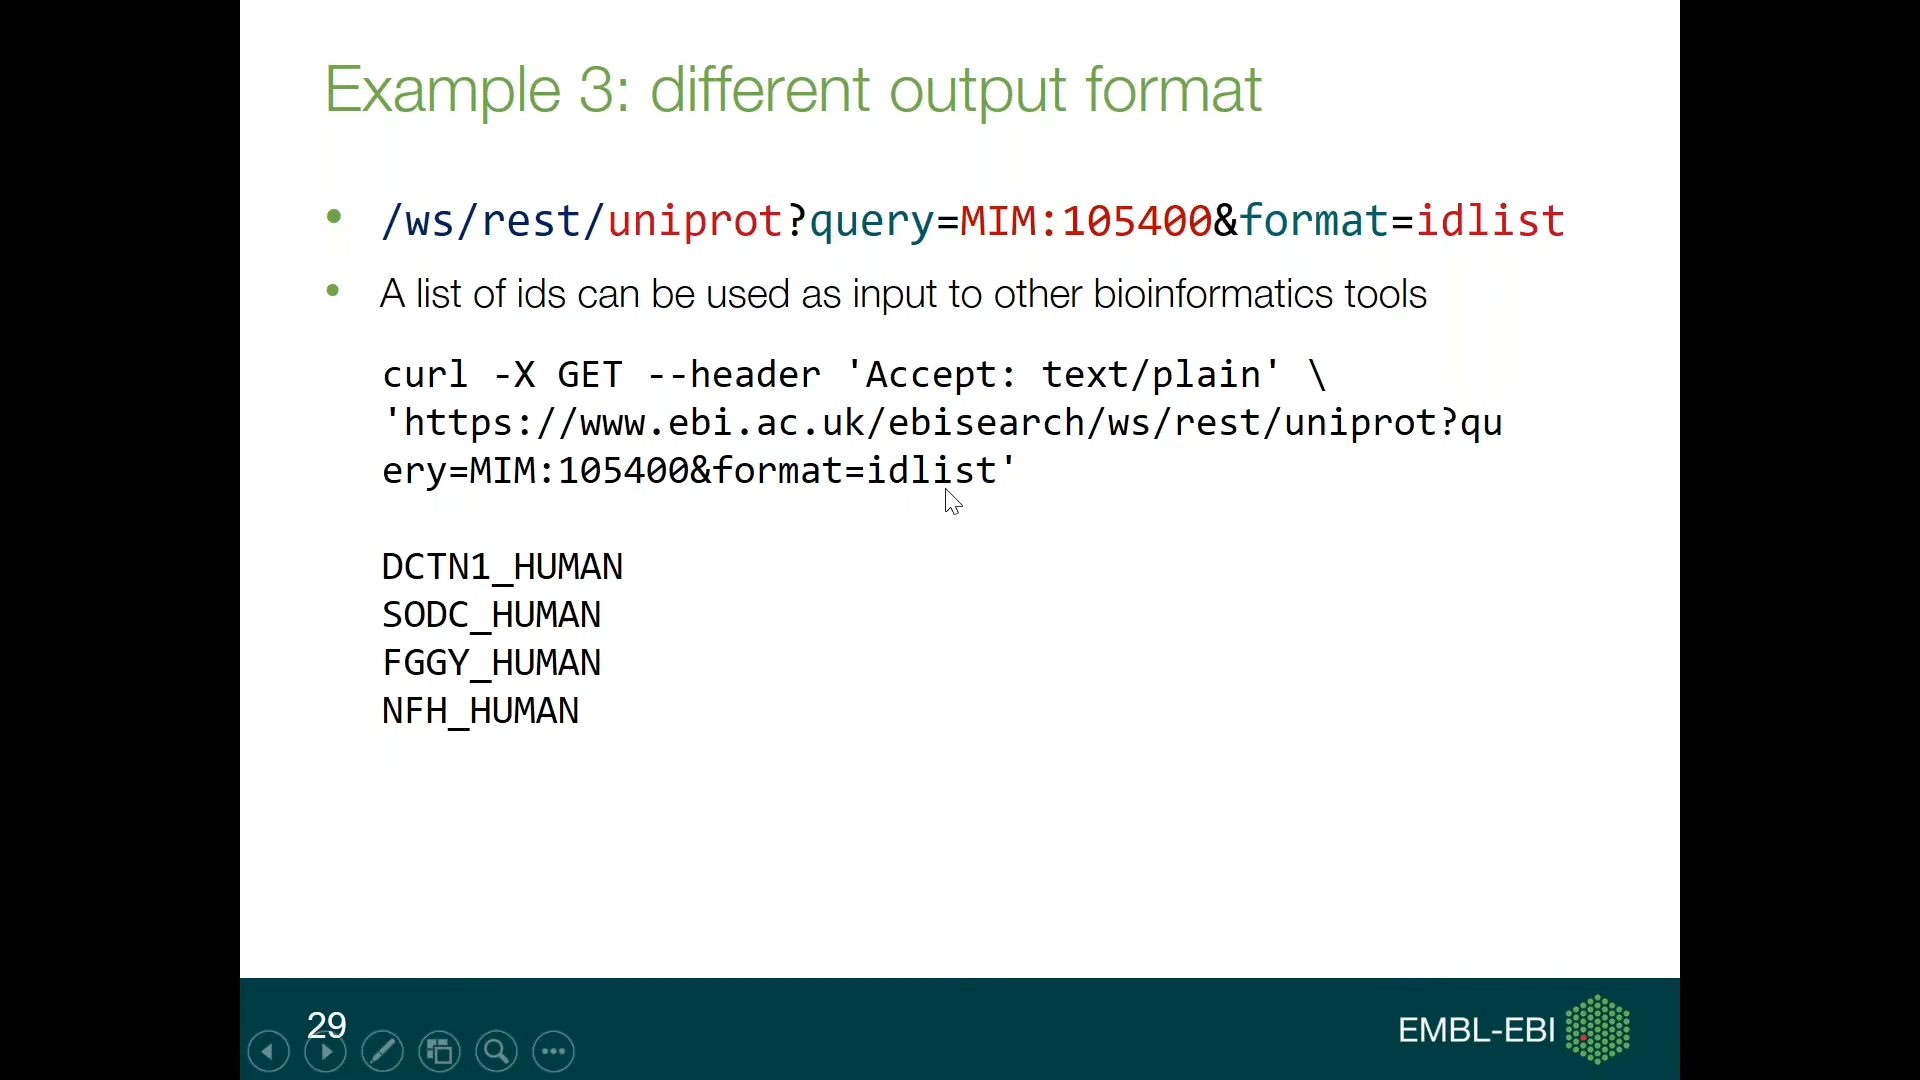 Example 3: different output format
• /ws/rest/uniprot?query=MIM:105400&format=idlist
• A list of ids can be used as input to other bioinformatics tools
curl -X GET --header 'Accept: text/plain' \
'https://www.ebi.ac.uk/ebisearch/ws/rest/uniprot?qu
ery=MIM:105400&format=idlist'
DCTN1_HUMAN
SODC_HUMAN
FGGY_HUMAN
NFH_HUMAN
29
EMBL-EBI